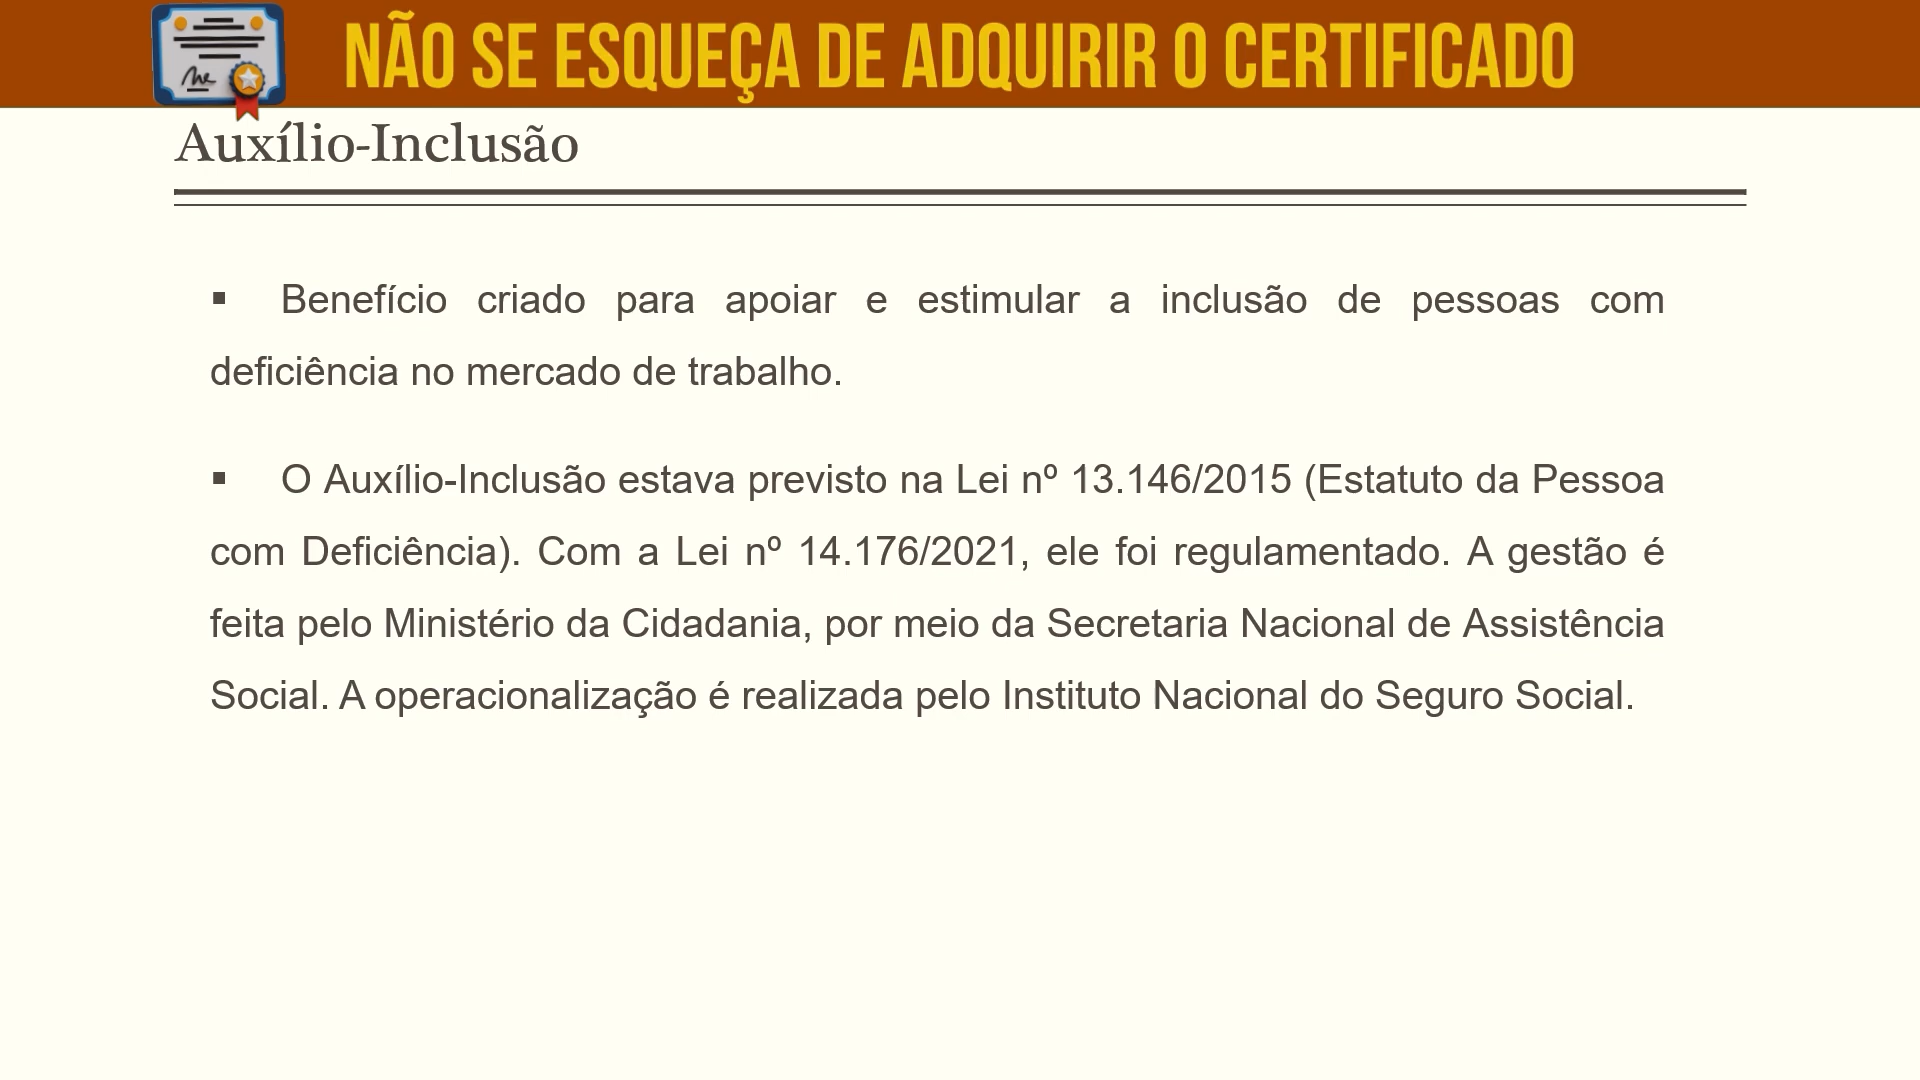 NÃO SE ESQUEÇA DE ADQUIRIR O CERTIFICADO
Auxílio-Inclusão
▪ Benefício criado para apoiar e estimular a inclusão de pessoas com
deficiência no mercado de trabalho.
▪ O Auxílio-Inclusão estava previsto na Lei nº 13.146/2015 (Estatuto da Pessoa
com Deficiência). Com a Lei nº 14.176/2021, ele foi regulamentado. A gestão é
feita pelo Ministério da Cidadania, por meio da Secretaria Nacional de Assistência
Social. A operacionalização é realizada pelo Instituto Nacional do Seguro Social.